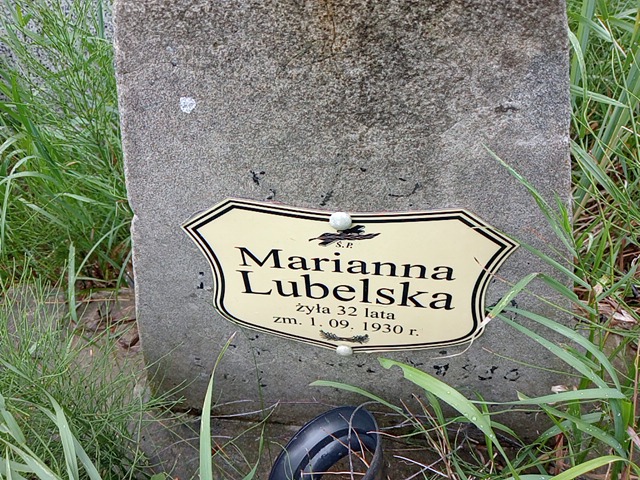 Ś.P.
Marianna
Lubelska
żyła 32 lata
zm. 1. 09. 1930 r.